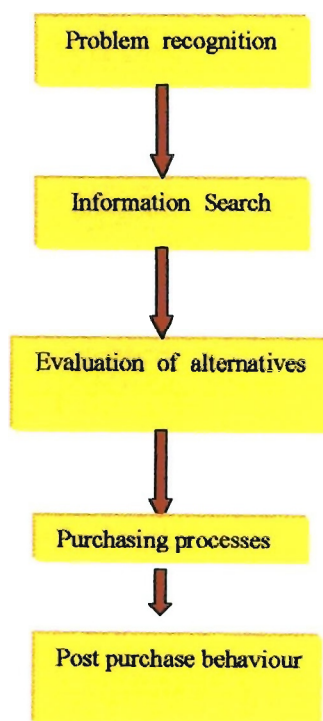 Problem recognition
Information Search
Evaluation of alternatives
Purchasing processes
Post purchase behaviour